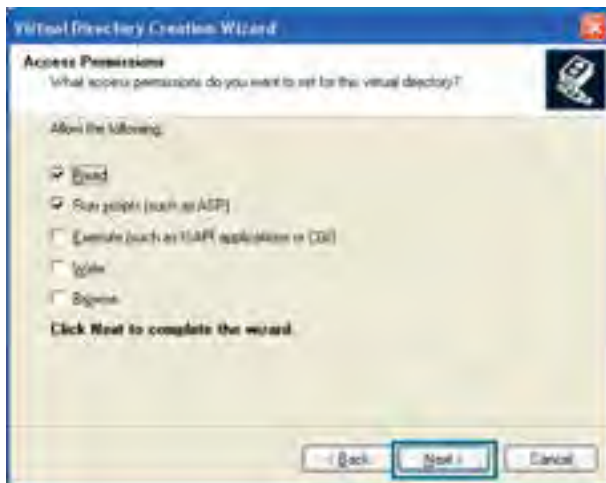 Virtual Directory Creation Wizard
Access Permissions
What access permissions do you want to set for this virtual directory?
Allow the following:
Read
Run scripts (such as ASP)
Execute (such as ISAPI applications or CGI)
Write
Browse
Click Next to complete the wizard.
< Back
Next >
Cancel